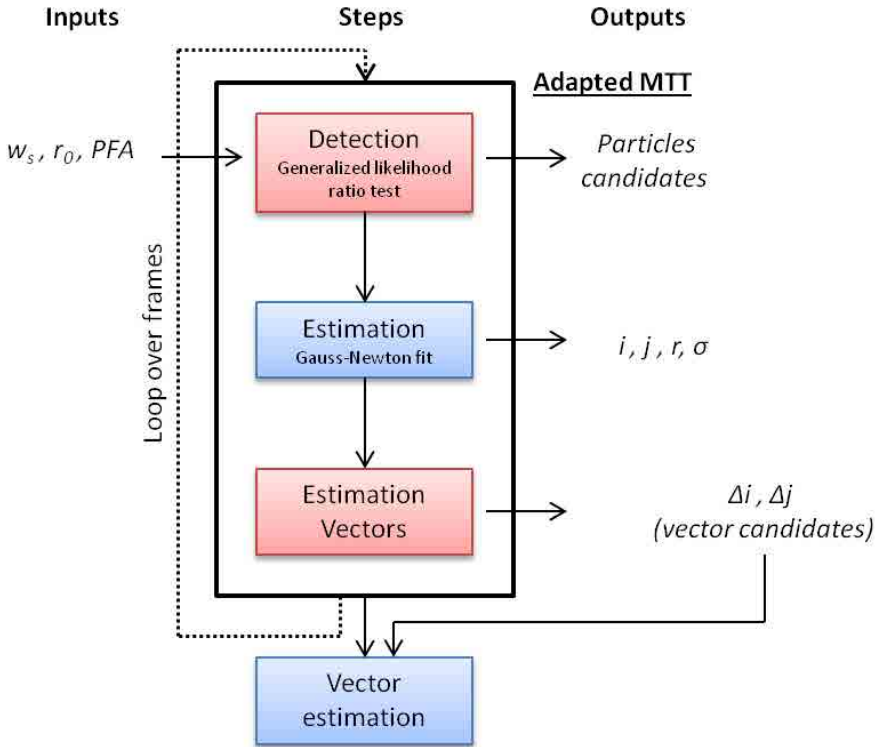 Inputs
Steps
Outputs
Adapted MTT
w_s , r_0, PFA
Detection
Generalized likelihood
ratio test
Particles
candidates
Loop over frames
Estimation
Gauss-Newton fit
i , j , r, σ
Estimation
Vectors
Δi , Δj
(vector candidates)
Vector
estimation